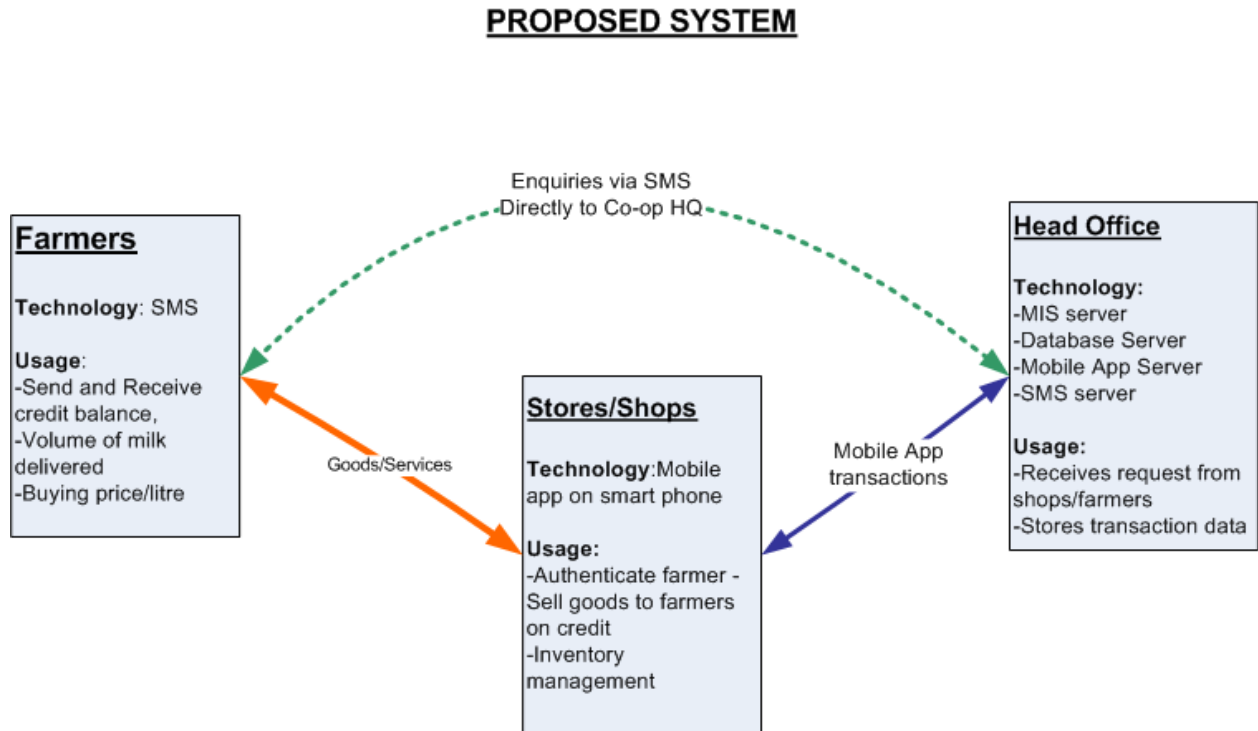 PROPOSED SYSTEM
Enquiries via SMS
Directly to Co-op HQ
Farmers
Technology: SMS
Usage:
-Send and Receive
credit balance,
-Volume of milk
delivered
-Buying price/litre
Goods/Services
Stores/Shops
Technology:Mobile
app on smart phone
Usage:
-Authenticate farmer -
Sell goods to farmers
on credit
-Inventory
management
Mobile App
transactions
Head Office
Technology:
-MIS server
-Database Server
-Mobile App Server
-SMS server
Usage:
-Receives request from
shops/farmers
-Stores transaction data